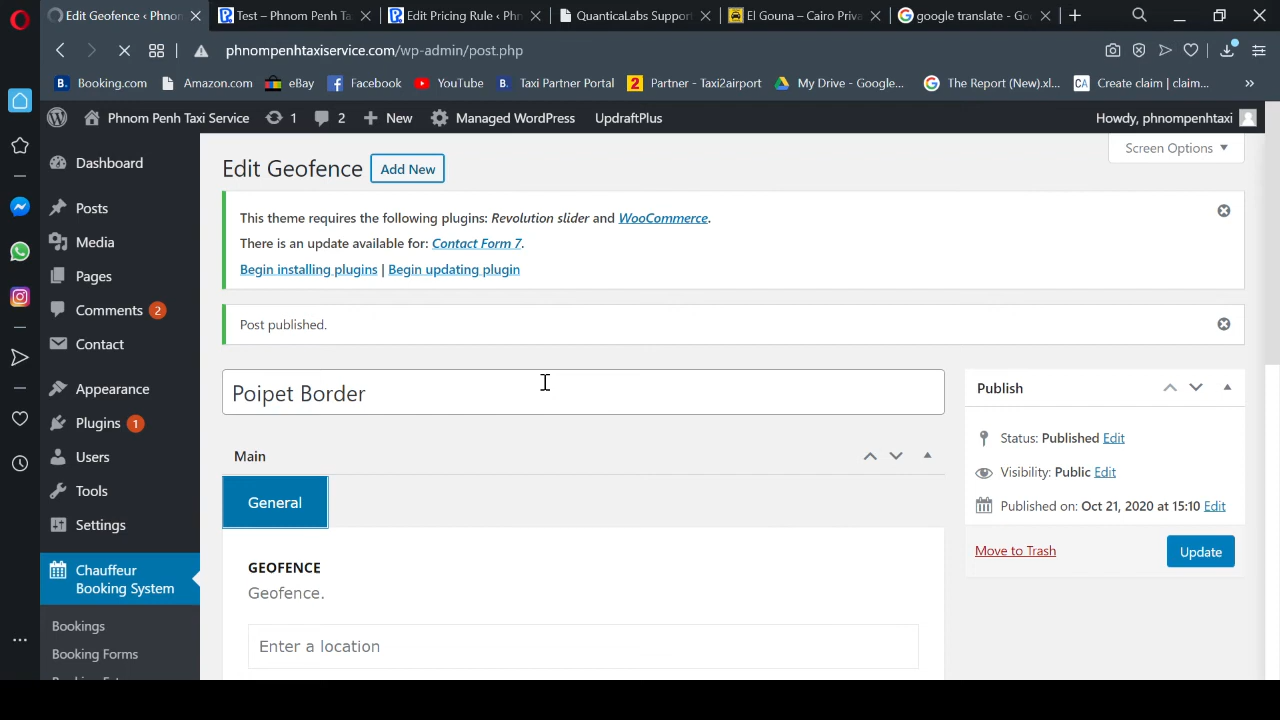 Edit Geofence ‹ Phnom
Test – Phnom Penh Ta
Edit Pricing Rule ‹ Phn
QuanticaLabs Support
El Gouna – Cairo Priva
google translate - Go
phnompenhtaxiservice.com/wp-admin/post.php
B. Booking.com
Amazon.com
eBay
Facebook
YouTube
B. Taxi Partner Portal
2 Partner - Taxi2airport
My Drive - Google...
The Report (New).xl...
CA Create claim | claim...
»
Phnom Penh Taxi Service
1
2
New
Managed WordPress
UpdraftPlus
Howdy, phnompenhtaxi
Screen Options
Dashboard
Posts
Media
Pages
Comments 2
Contact
Appearance
Plugins 1
Users
Tools
Settings
Chauffeur
Booking System
Bookings
Booking Forms
Edit Geofence
Add New
This theme requires the following plugins: Revolution slider and WooCommerce.
There is an update available for: Contact Form 7.
Begin installing plugins | Begin updating plugin
Post published.
Poipet Border
Main
General
GEOFENCE
Geofence.
Enter a location
Publish
Status: Published Edit
Visibility: Public Edit
Published on: Oct 21, 2020 at 15:10 Edit
Move to Trash
Update